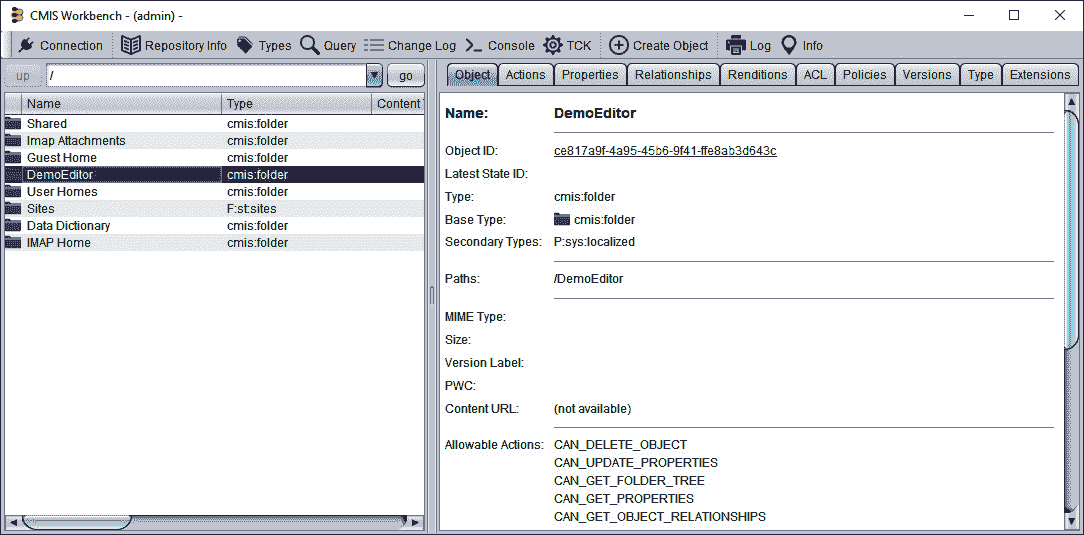 CMIS Workbench - (admin) -
Connection Repository Info Types Query Change Log Console TCK Create Object Log Info
up / go
Name Type Content
Shared cmis:folder
Imap Attachments cmis:folder
Guest Home cmis:folder
DemoEditor cmis:folder
User Homes cmis:folder
Sites F:st:sites
Data Dictionary cmis:folder
IMAP Home cmis:folder
Object Actions Properties Relationships Renditions ACL Policies Versions Type Extensions
Name: DemoEditor
Object ID: ce817a9f-4a95-45b6-9f41-ffe8ab3d643c
Latest State ID:
Type: cmis:folder
Base Type: cmis:folder
Secondary Types: P:sys:localized
Paths: /DemoEditor
MIME Type:
Size:
Version Label:
PWC:
Content URL: (not available)
Allowable Actions: CAN_DELETE_OBJECT
CAN_UPDATE_PROPERTIES
CAN_GET_FOLDER_TREE
CAN_GET_PROPERTIES
CAN_GET_OBJECT_RELATIONSHIPS